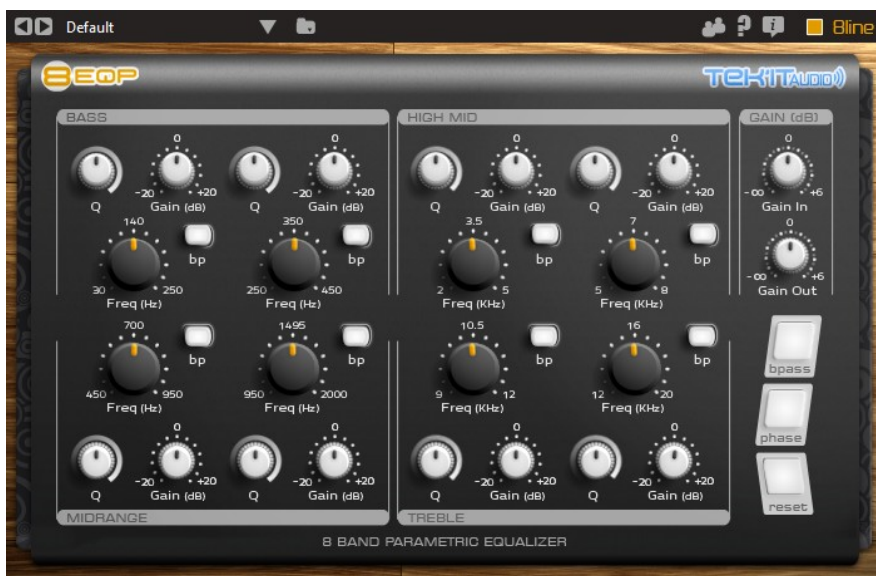 Default
8line
8EQP
TEK'IT AUDIO
BASS
HIGH MID
GAIN (dB)
0 0 0 0 0
-20 +20 -20 +20 -20 +20 -20 +20 -∞ +6
Q Gain (dB) Q Gain (dB) Q Gain (dB) Q Gain (dB) Gain In
140 350 3.5 7 0
bp bp bp bp
30 250 250 450 2 5 5 8 -∞ +6
Freq (Hz) Freq (Hz) Freq (KHz) Freq (KHz) Gain Out
700 1495 10.5 16
bp bp bp bp bpass
450 950 950 2000 9 12 12 20
Freq (Hz) Freq (Hz) Freq (KHz) Freq (KHz)
0 0 0 0 phase
-20 +20 -20 +20 -20 +20 -20 +20
Q Gain (dB) Q Gain (dB) Q Gain (dB) Q Gain (dB)
reset
MIDRANGE
TREBLE
8 BAND PARAMETRIC EQUALIZER